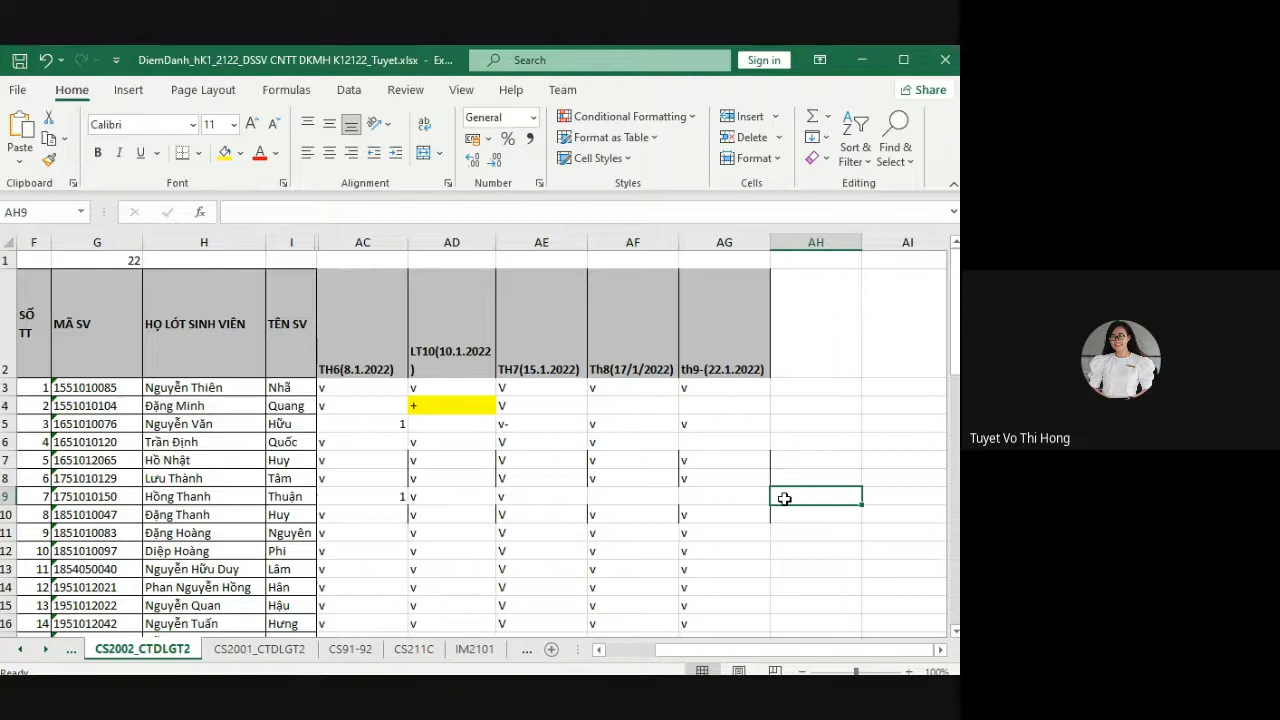 DiemDanh_hK1_2122_DSSV CNTT DKMH K12122_Tuyet.xlsx - Ex...
Search
Sign in
File Home Insert Page Layout Formulas Data Review View Help Team
Share
Paste
Calibri 11
B I U
ab
General
% ,
Conditional Formatting
Format as Table
Cell Styles
Insert
Delete
Format
Sort & Filter
Find & Select
Clipboard Font Alignment Number Styles Cells Editing
AH9 fx
F G H I AC AD AE AF AG AH AI
1 22
2 SỐ TT MÃ SV HỌ LÓT SINH VIÊN TÊN SV TH6(8.1.2022) LT10(10.1.2022) TH7(15.1.2022) Th8(17/1/2022) th9-(22.1.2022)
3 1 1551010085 Nguyễn Thiên Nhã v v V v v
4 2 1551010104 Đặng Minh Quang v + V
5 3 1651010076 Nguyễn Văn Hữu 1 v- v v
6 4 1651010120 Trần Định Quốc v v V v
7 5 1651012065 Hồ Nhật Huy v v V v v
8 6 1751010129 Lưu Thành Tâm v v V v v
9 7 1751010150 Hồng Thanh Thuận 1 v v
10 8 1851010047 Đặng Thanh Huy v v V v v
11 9 1851010083 Đặng Hoàng Nguyên v v V v v
12 10 1851010097 Diệp Hoàng Phi v v V v v
13 11 1854050040 Nguyễn Hữu Duy Lâm v v V v v
14 12 1951012021 Phan Nguyễn Hồng Hân v v V v v
15 13 1951012022 Nguyễn Quan Hậu v v V v v
16 14 1951012042 Nguyễn Tuấn Hưng v v V v v
... CS2002_CTDLGT2 CS2001_CTDLGT2 CS91-92 CS211C IM2101 ...
Ready 100%
Tuyet Vo Thi Hong